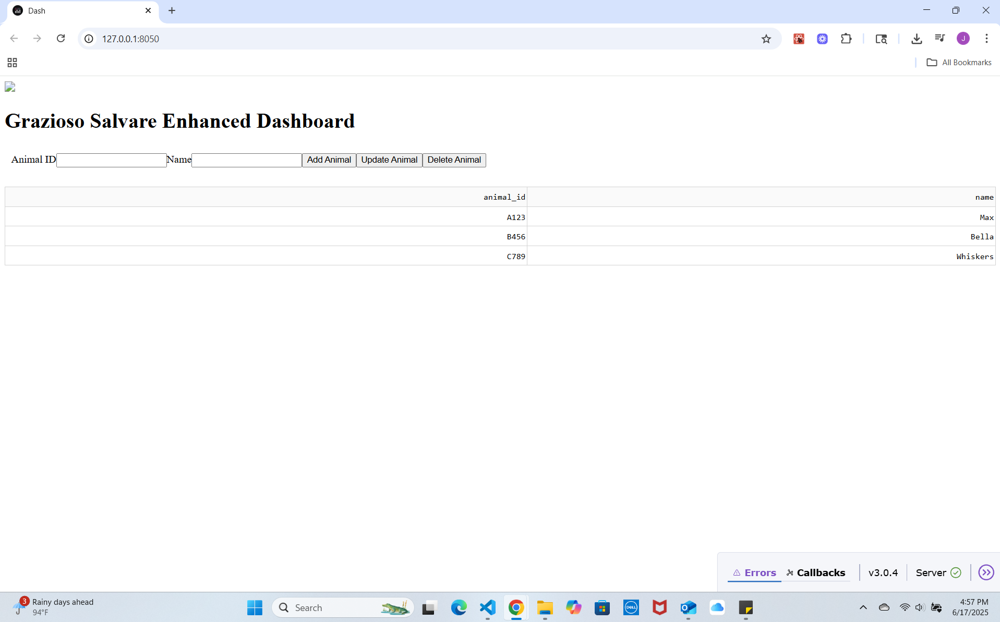 Dash
127.0.0.1:8050
J
All Bookmarks
Grazioso Salvare Enhanced Dashboard
Animal ID Name Add Animal Update Animal Delete Animal
animal_id name
A123 Max
B456 Bella
C789 Whiskers
Errors Callbacks v3.0.4 Server
3 Rainy days ahead
94°F
Search
DELL
4:57 PM
6/17/2025